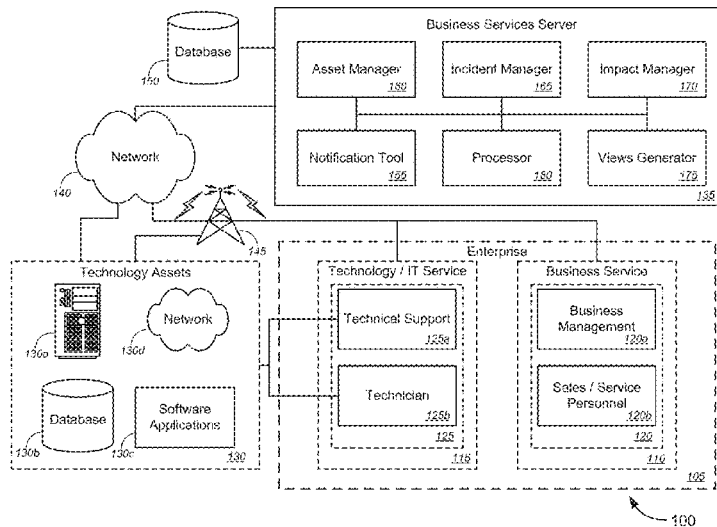 Database
150
Business Services Server
Asset Manager
160
Incident Manager
165
Impact Manager
170
Notification Tool
155
Processor
180
Views Generator
175
135
Network
140
145
Technology Assets
130a
Network
130d
Database
130b
Software
Applications
130c
130
Enterprise
Technology / IT Service
Technical Support
125a
Technician
125b
125
115
Business Service
Business
Management
120a
Sales / Service
Personnel
120b
120
110
105
100